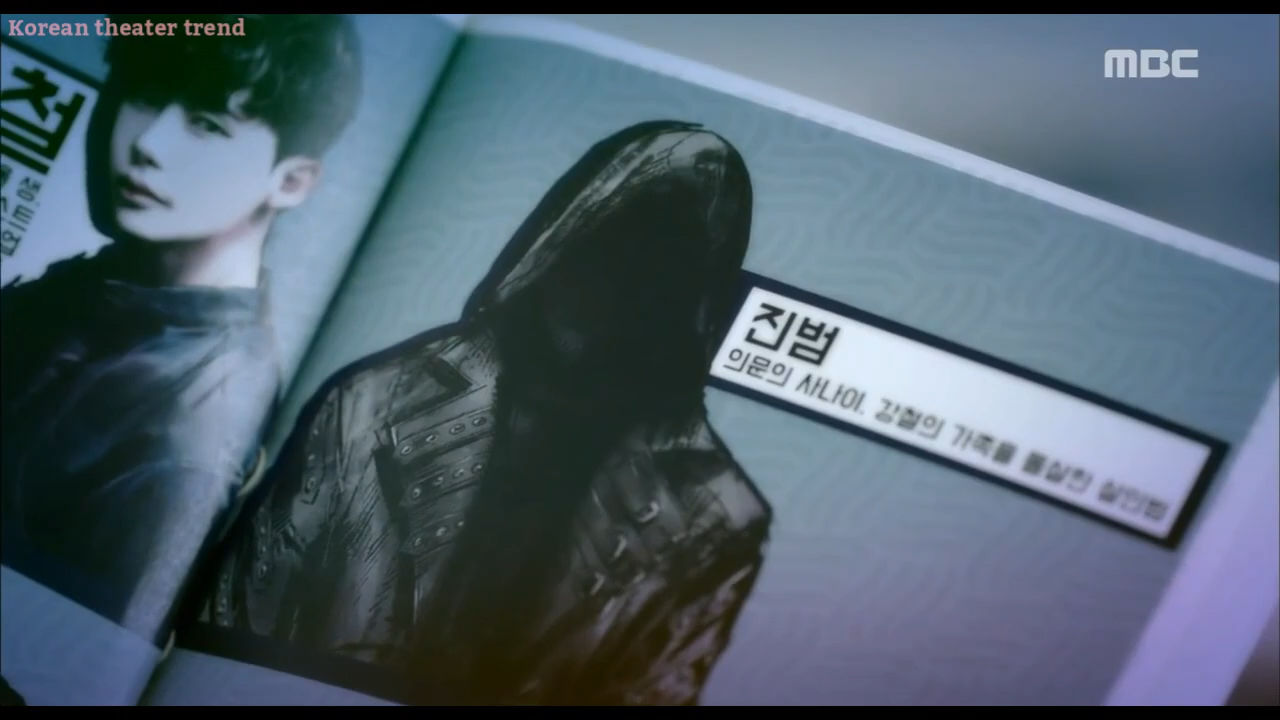 Korean theater trend
MBC
진범
의문의 사나이. 강철의 가족을 몰살한 살인범